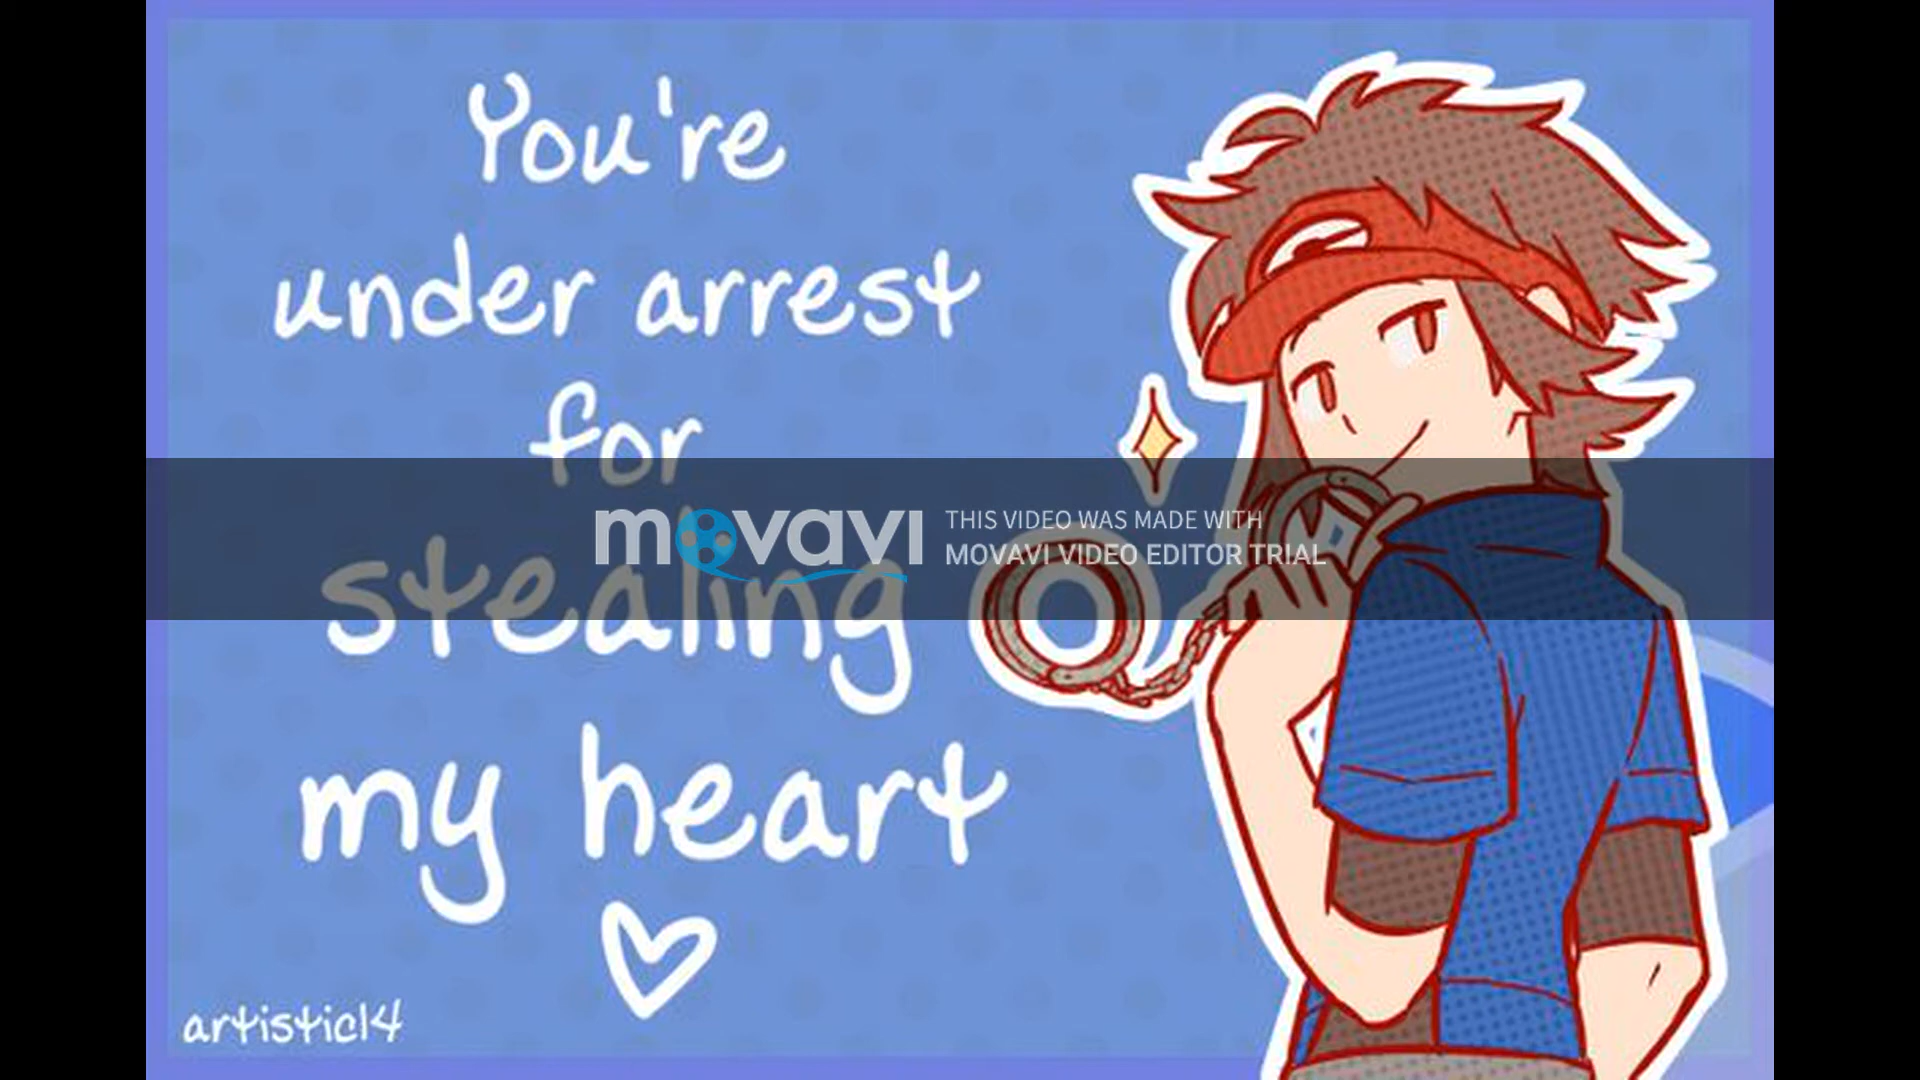 You're
under arrest
for
stealing
my heart
movavi
THIS VIDEO WAS MADE WITH
MOVAVI VIDEO EDITOR TRIAL
artistic14